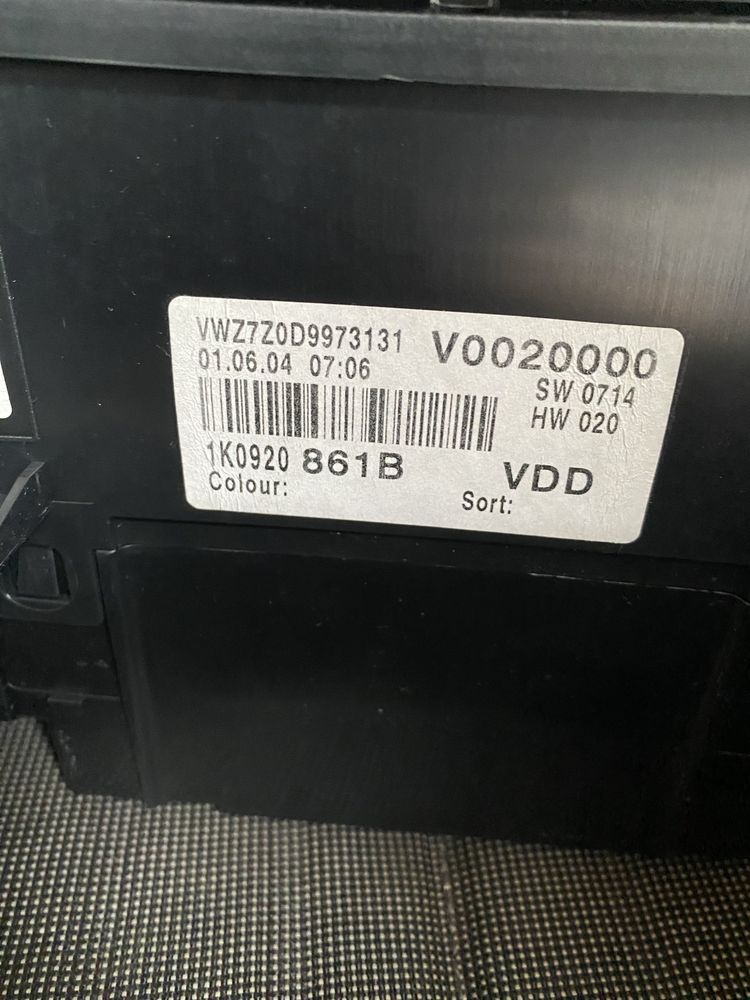 VWZ7Z0D9973131 V0020000
01.06.04 07:06 SW 0714
HW 020
1K0920 861B VDD
Colour: Sort: